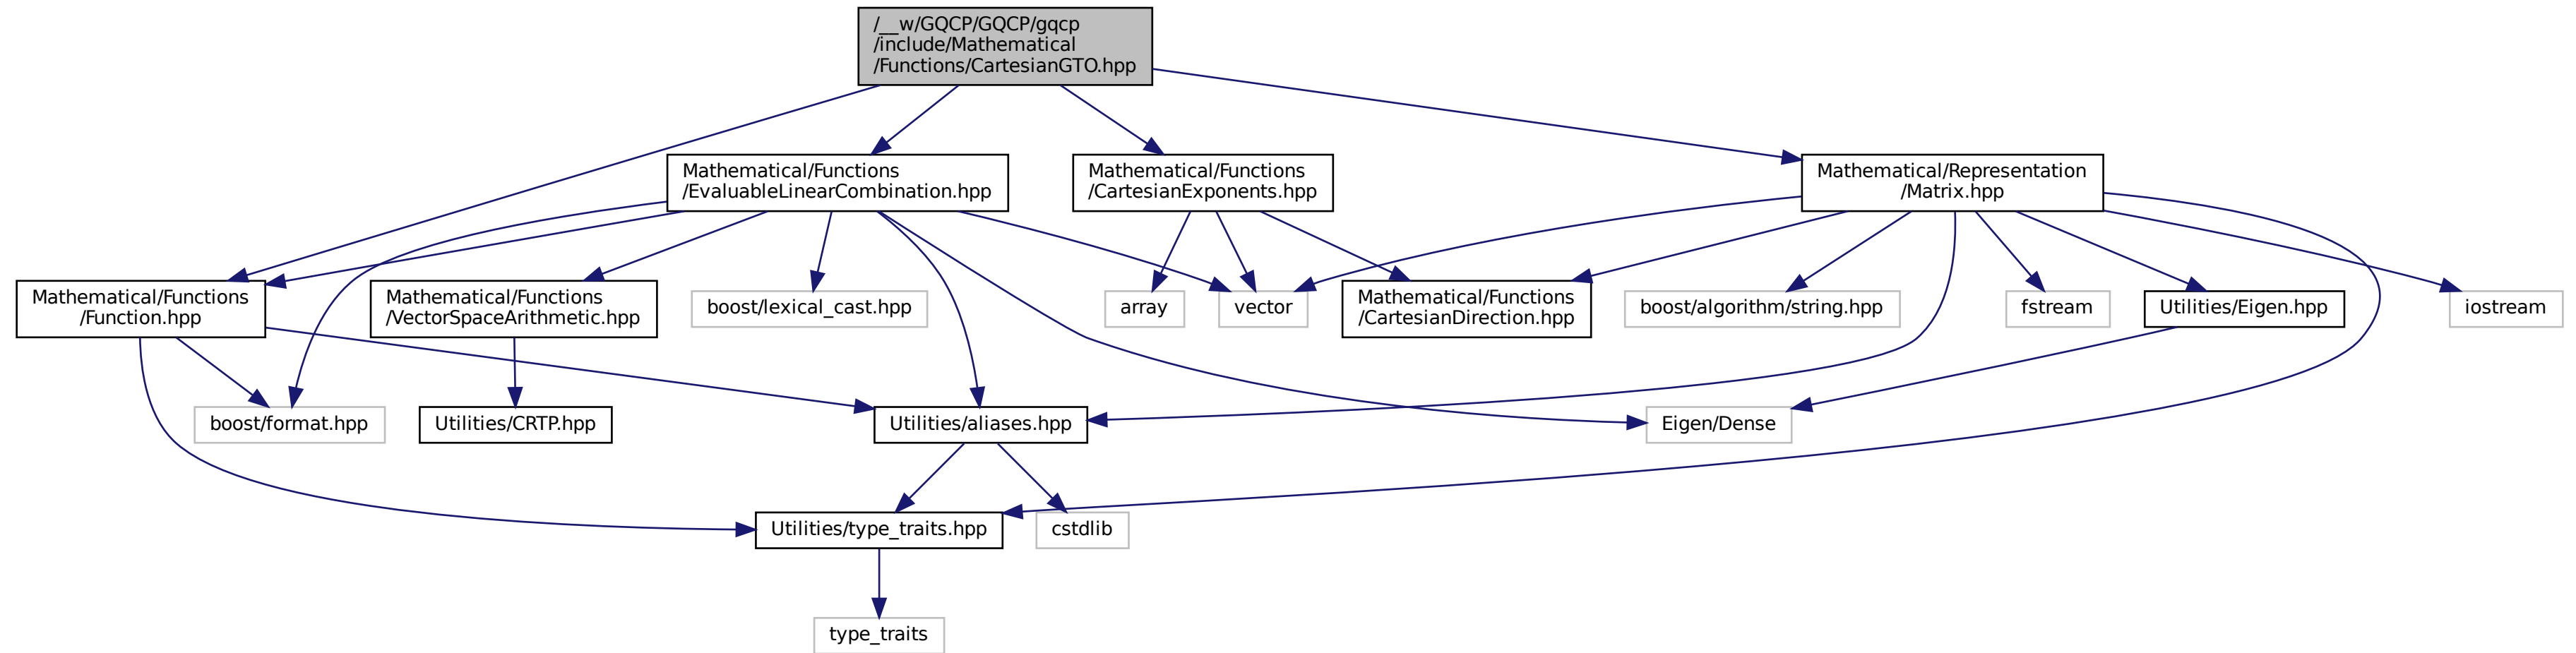 /__w/GQCP/GQCP/gqcp
/include/Mathematical
/Functions/CartesianGTO.hpp
Mathematical/Functions
/EvaluableLinearCombination.hpp
Mathematical/Functions
/CartesianExponents.hpp
Mathematical/Representation
/Matrix.hpp
Mathematical/Functions
/Function.hpp
Mathematical/Functions
/VectorSpaceArithmetic.hpp
boost/lexical_cast.hpp
array
vector
Mathematical/Functions
/CartesianDirection.hpp
boost/algorithm/string.hpp
fstream
Utilities/Eigen.hpp
iostream
boost/format.hpp
Utilities/CRTP.hpp
Utilities/aliases.hpp
Eigen/Dense
Utilities/type_traits.hpp
cstdlib
type_traits